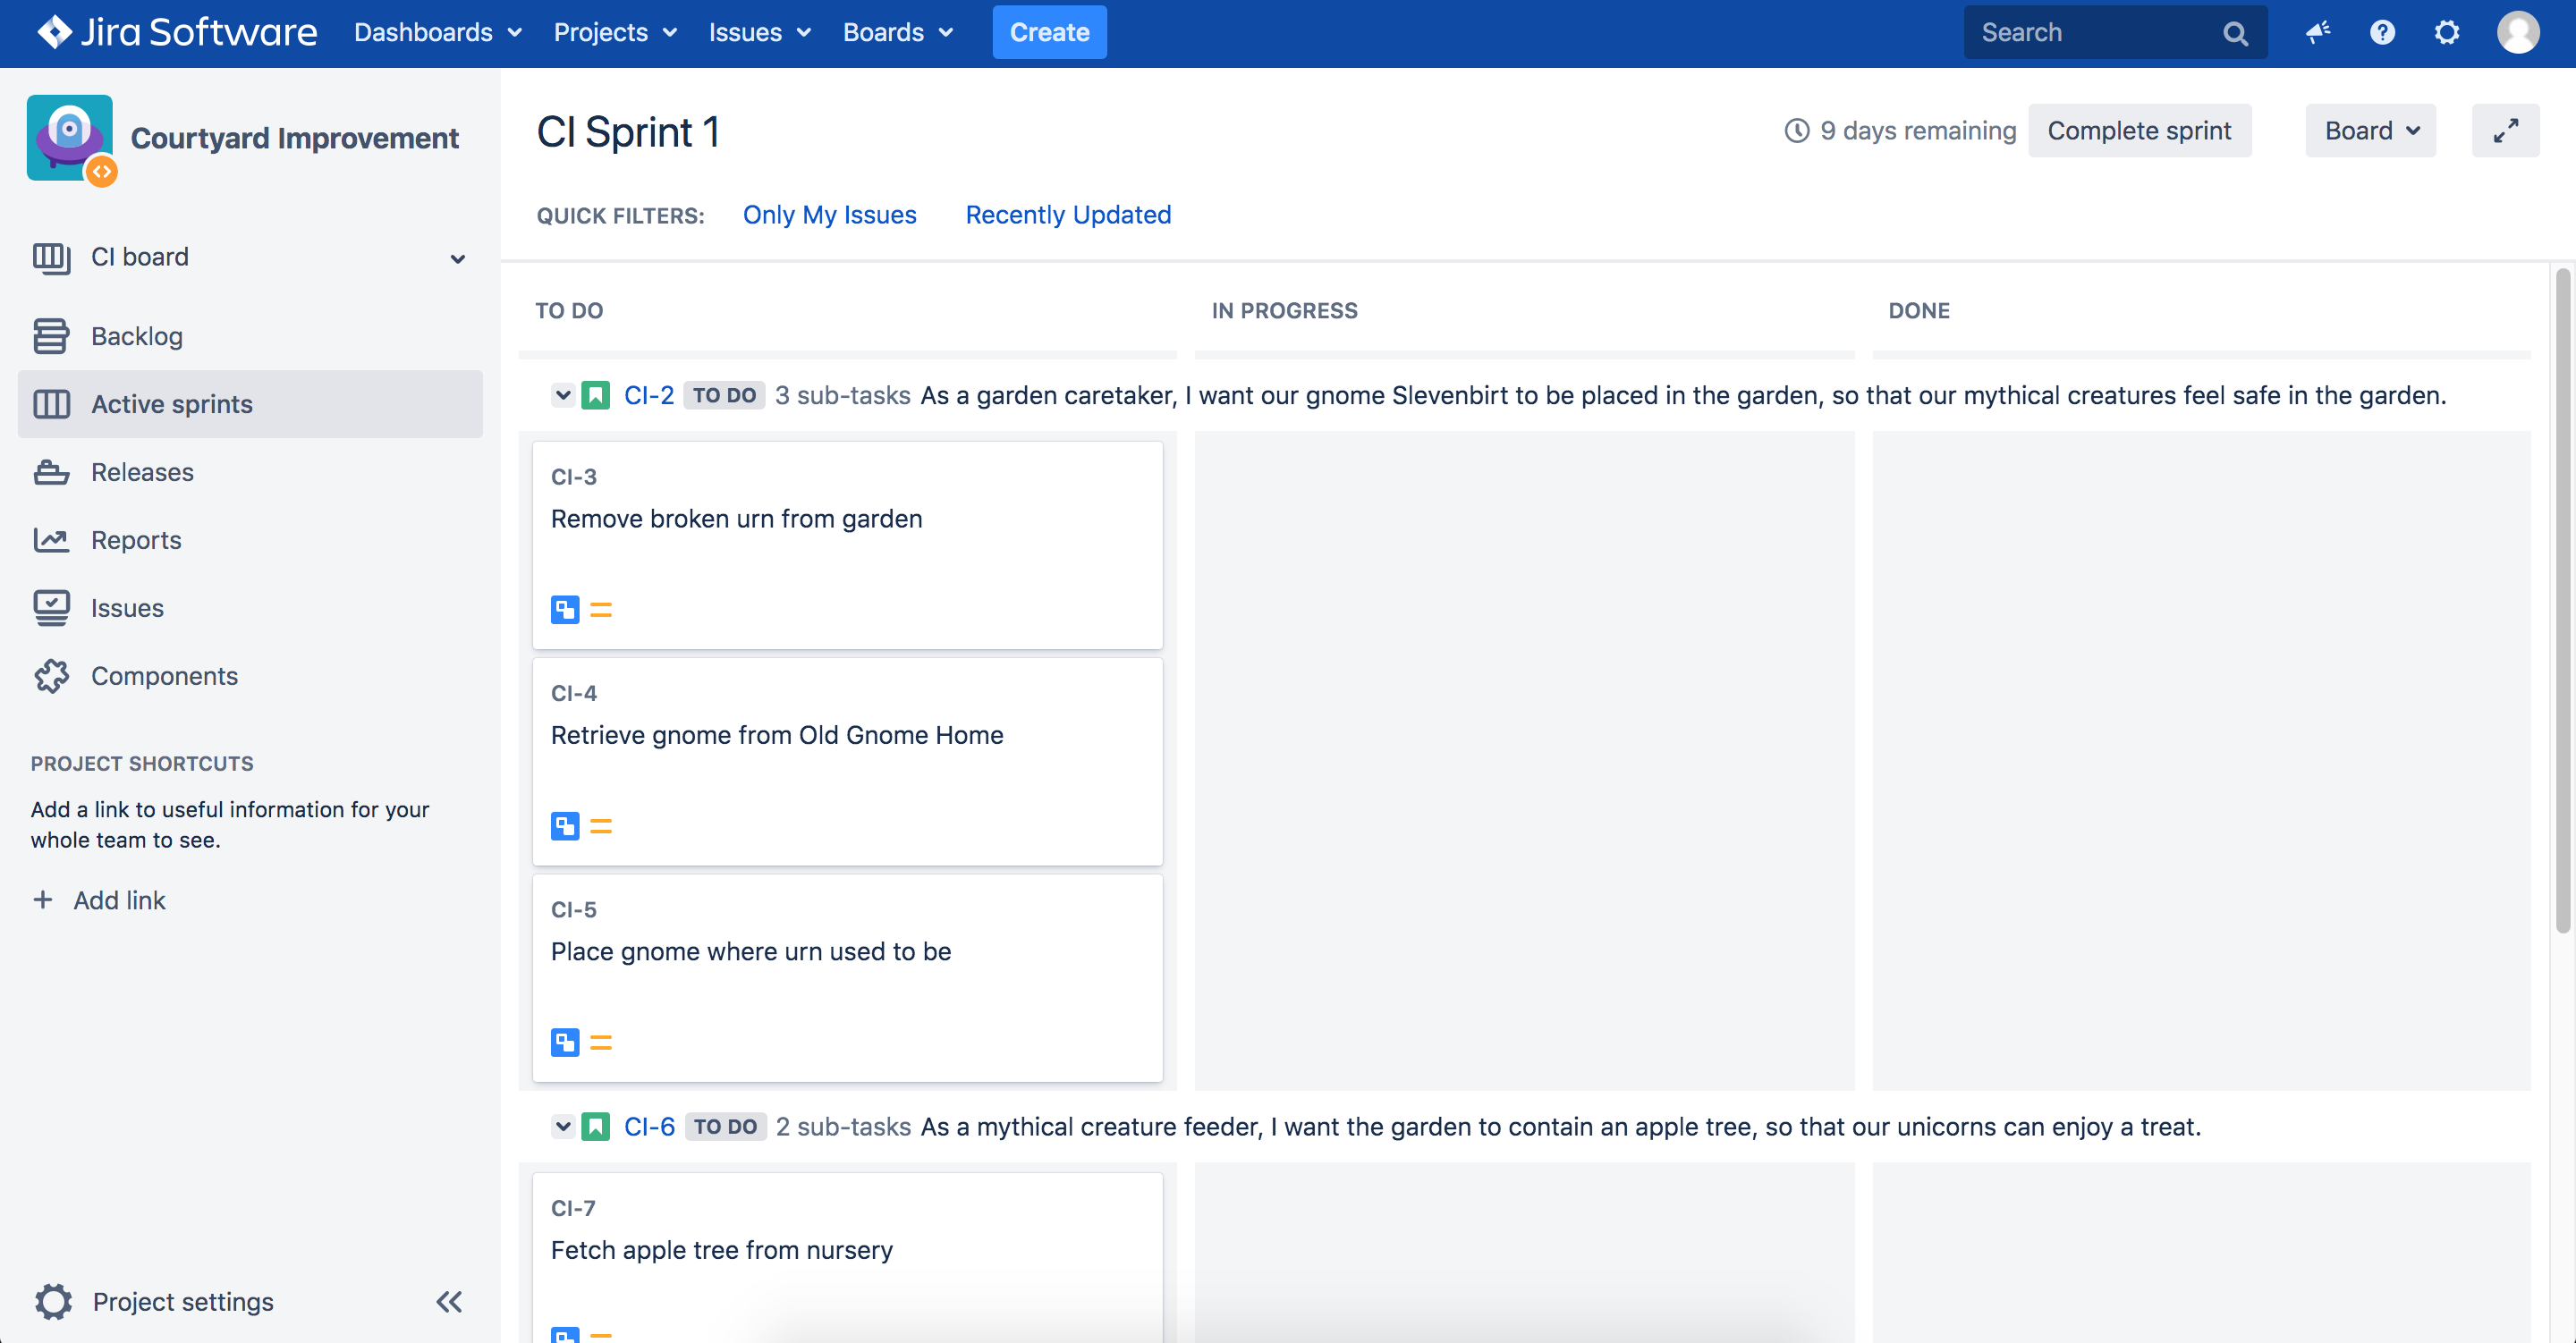 Jira Software Dashboards Projects Issues Boards Create Search
Courtyard Improvement
CI board
Backlog
Active sprints
Releases
Reports
Issues
Components
PROJECT SHORTCUTS
Add a link to useful information for your
whole team to see.
+ Add link
Project settings
CI Sprint 1
9 days remaining Complete sprint Board
QUICK FILTERS: Only My Issues Recently Updated
TO DO IN PROGRESS DONE
CI-2 TO DO 3 sub-tasks As a garden caretaker, I want our gnome Slevenbirt to be placed in the garden, so that our mythical creatures feel safe in the garden.
CI-3
Remove broken urn from garden
CI-4
Retrieve gnome from Old Gnome Home
CI-5
Place gnome where urn used to be
CI-6 TO DO 2 sub-tasks As a mythical creature feeder, I want the garden to contain an apple tree, so that our unicorns can enjoy a treat.
CI-7
Fetch apple tree from nursery